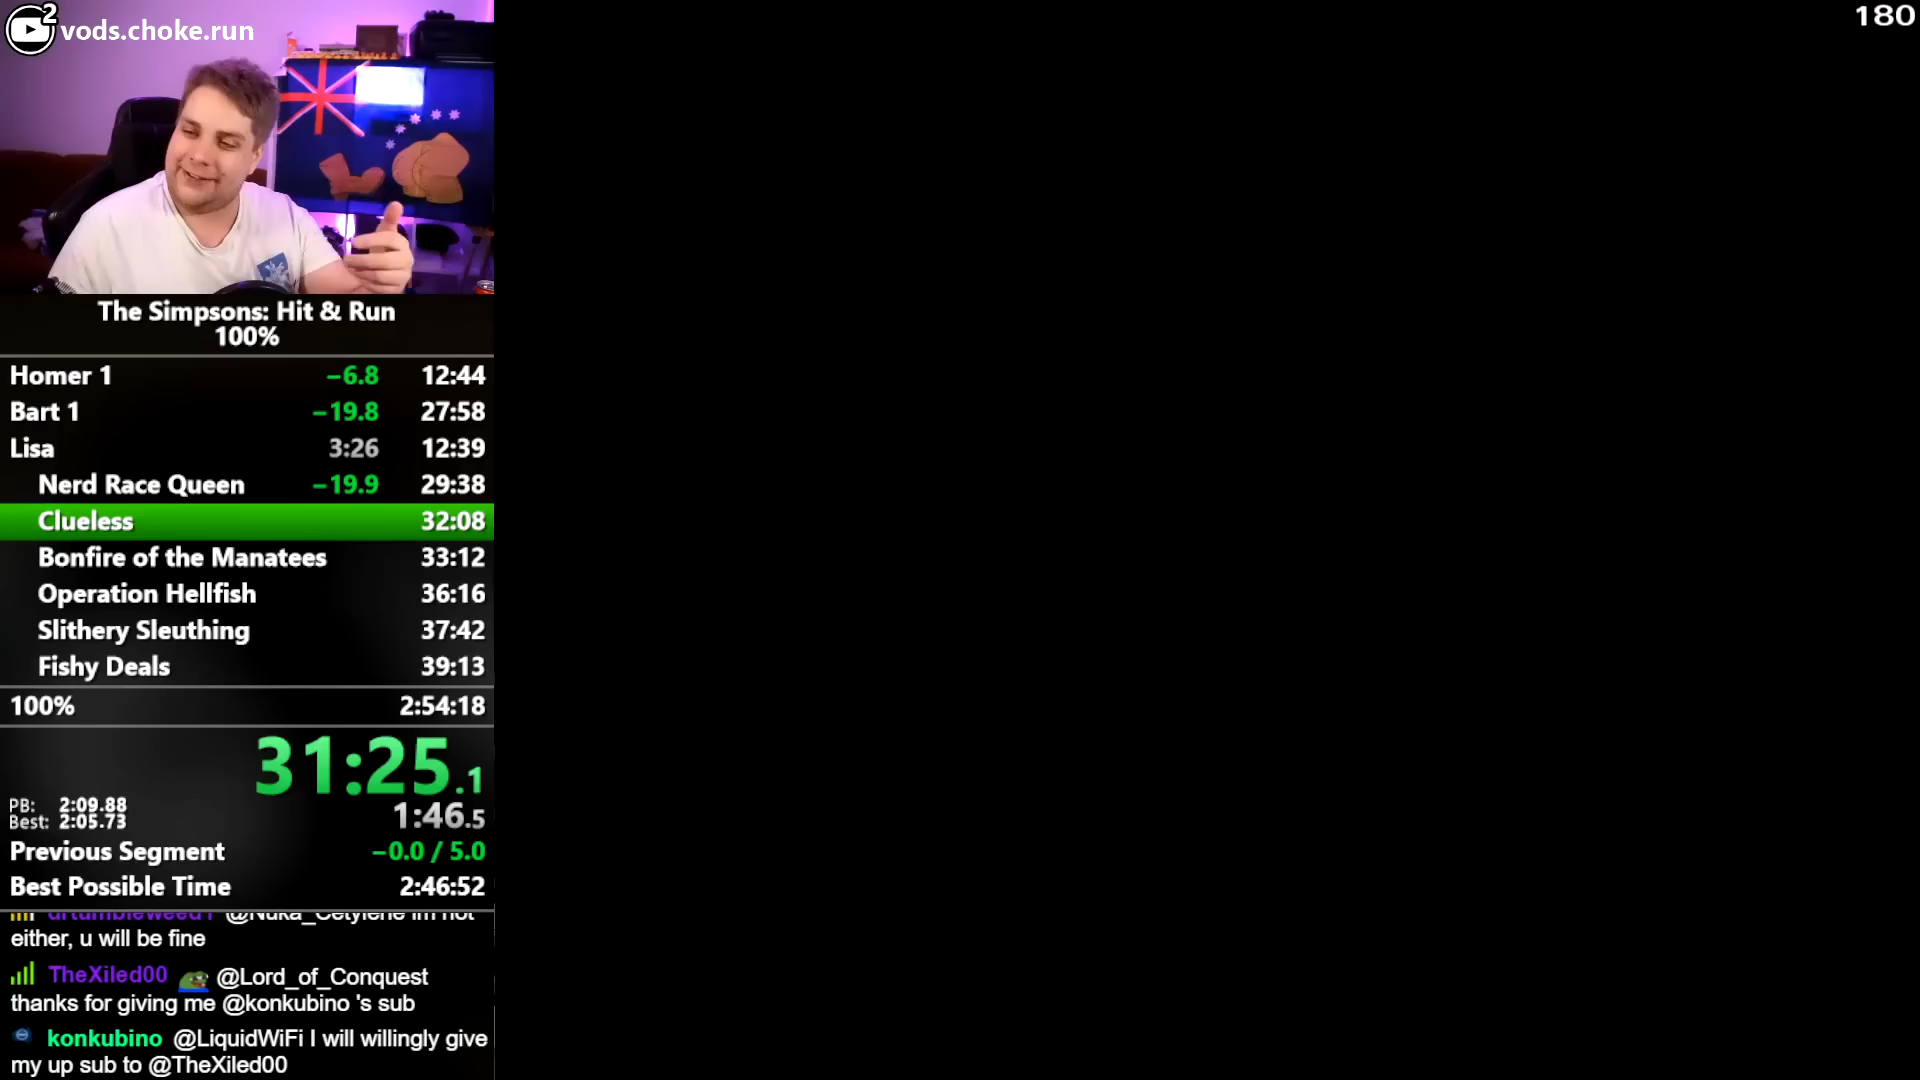 2
vods.choke.run
180
The Simpsons: Hit & Run
100%
Homer 1 −6.8 12:44
Bart 1 −19.8 27:58
Lisa 3:26 12:39
Nerd Race Queen −19.9 29:38
Clueless 32:08
Bonfire of the Manatees 33:12
Operation Hellfish 36:16
Slithery Sleuthing 37:42
Fishy Deals 39:13
100% 2:54:18
31:25.1
PB: 2:09.88
Best: 2:05.73
1:46.5
Previous Segment −0.0 / 5.0
Best Possible Time 2:46:52
@Nuka_Cetylene im not
either, u will be fine
TheXiled00 @Lord_of_Conquest
thanks for giving me @konkubino 's sub
konkubino @LiquidWiFi I will willingly give
my up sub to @TheXiled00